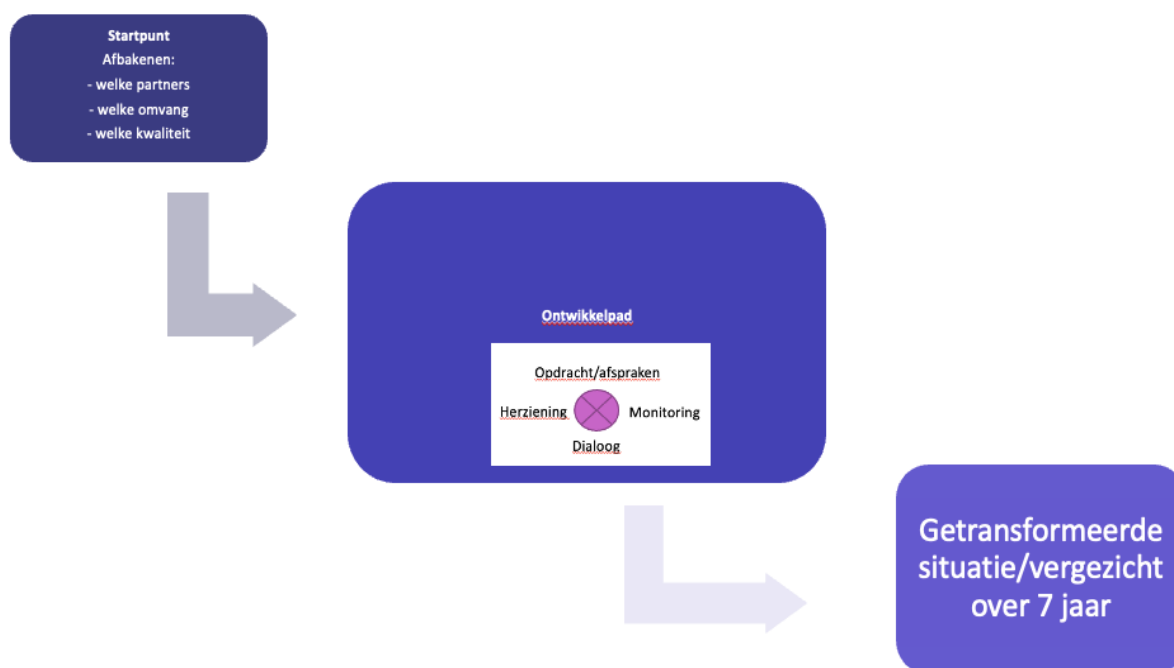 Startpunt
Afbakenen:
- welke partners
- welke omvang
- welke kwaliteit
Ontwikkelpad
Opdracht/afspraken
Herziening
Monitoring
Dialoog
Getransformeerde
situatie/vergezicht
over 7 jaar